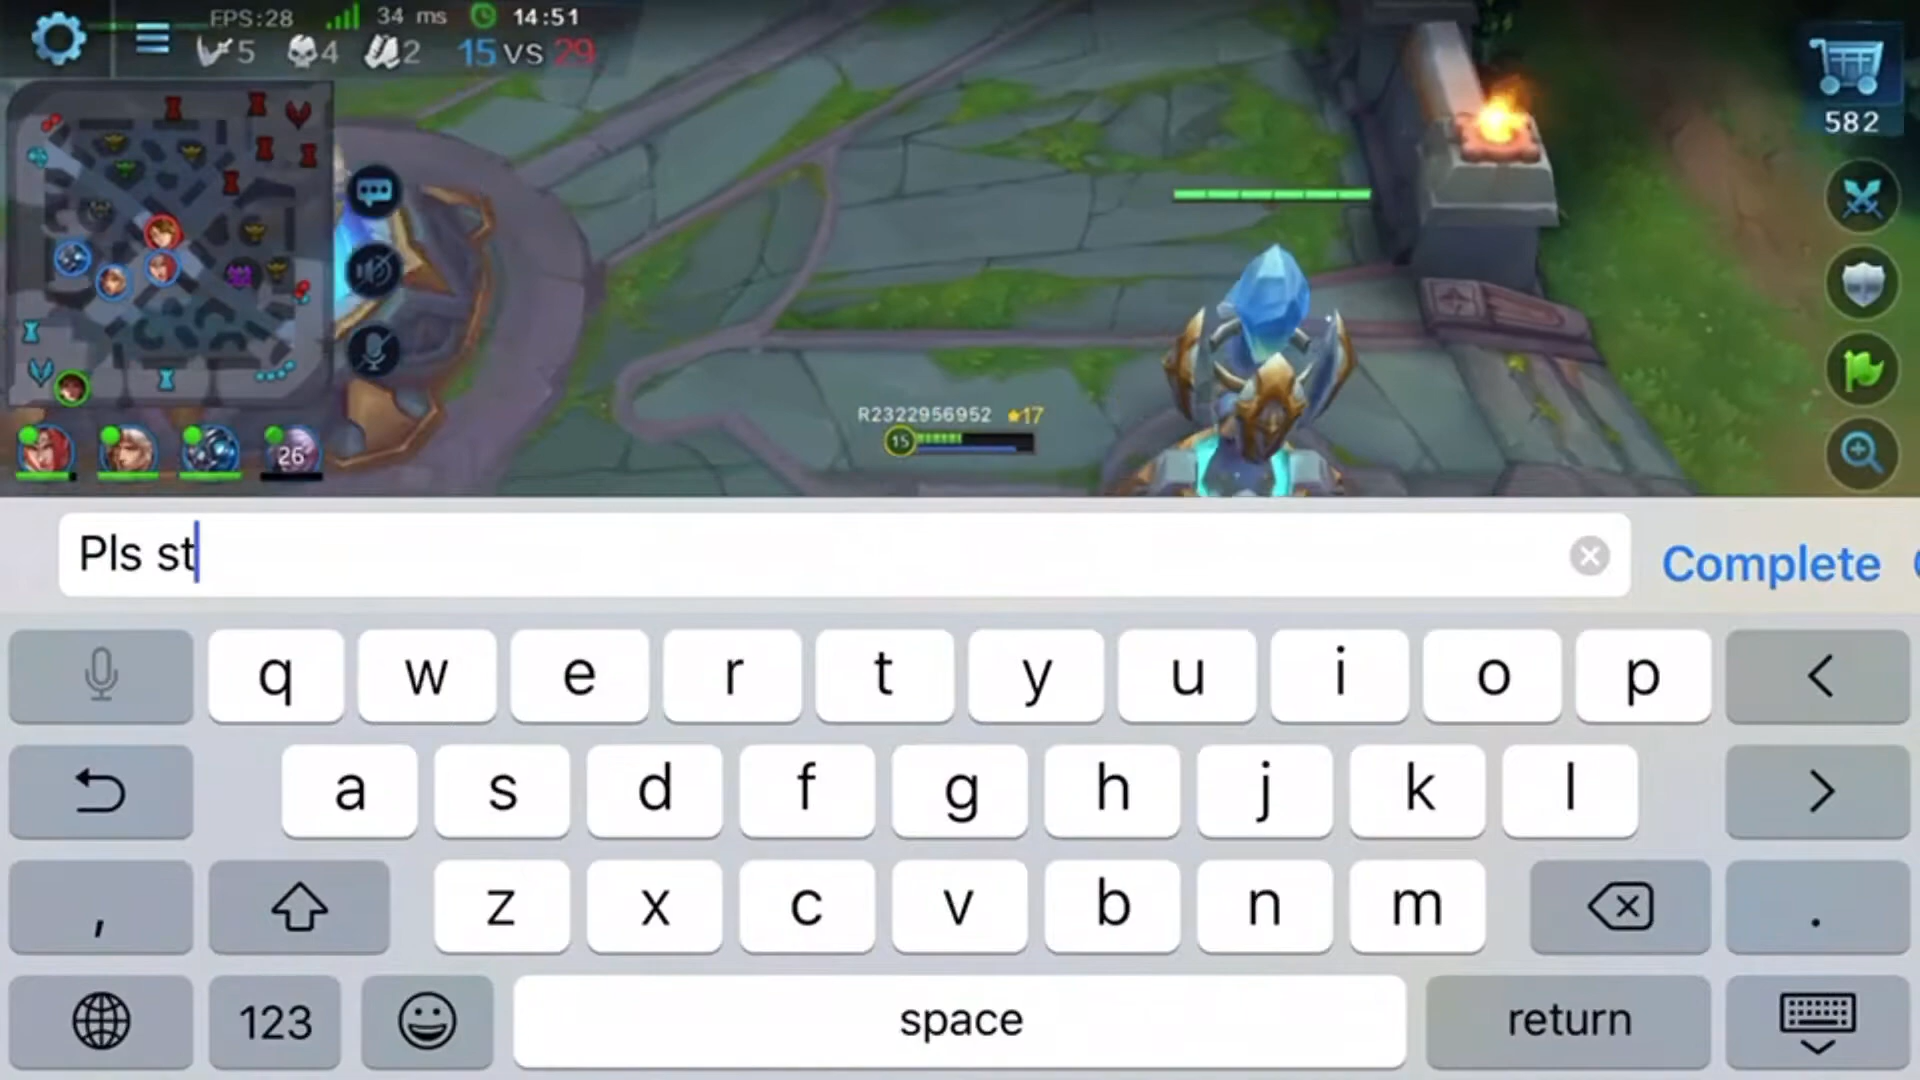 FPS:28 34 ms 14:51
5 4 2 15 VS 29
582
26
R2322956952 17
15
Pls st
Complete
q w e r t y u i o p <
a s d f g h j k l >
, z x c v b n m .
123 space return